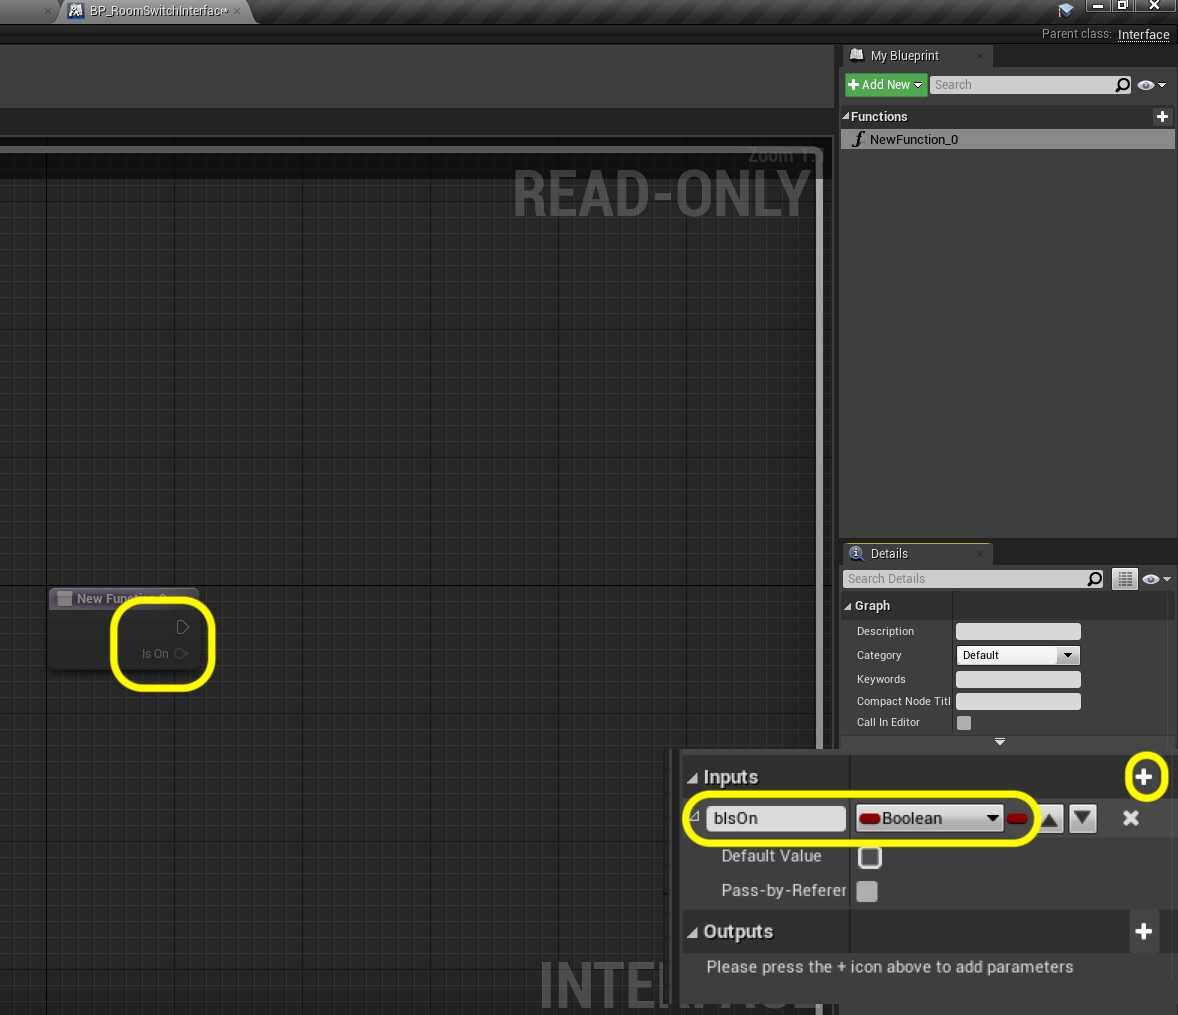 BP_RoomSwitchInterface*
Parent class: Interface
My Blueprint
Add New
Search
Functions
NewFunction_0
Zoom 1:1
READ-ONLY
New Function 0
Is On
Details
Search Details
Graph
Description
Category
Default
Keywords
Compact Node Titl
Call In Editor
Inputs
bIsOn
Boolean
Default Value
Pass-by-Referer
Outputs
Please press the + icon above to add parameters